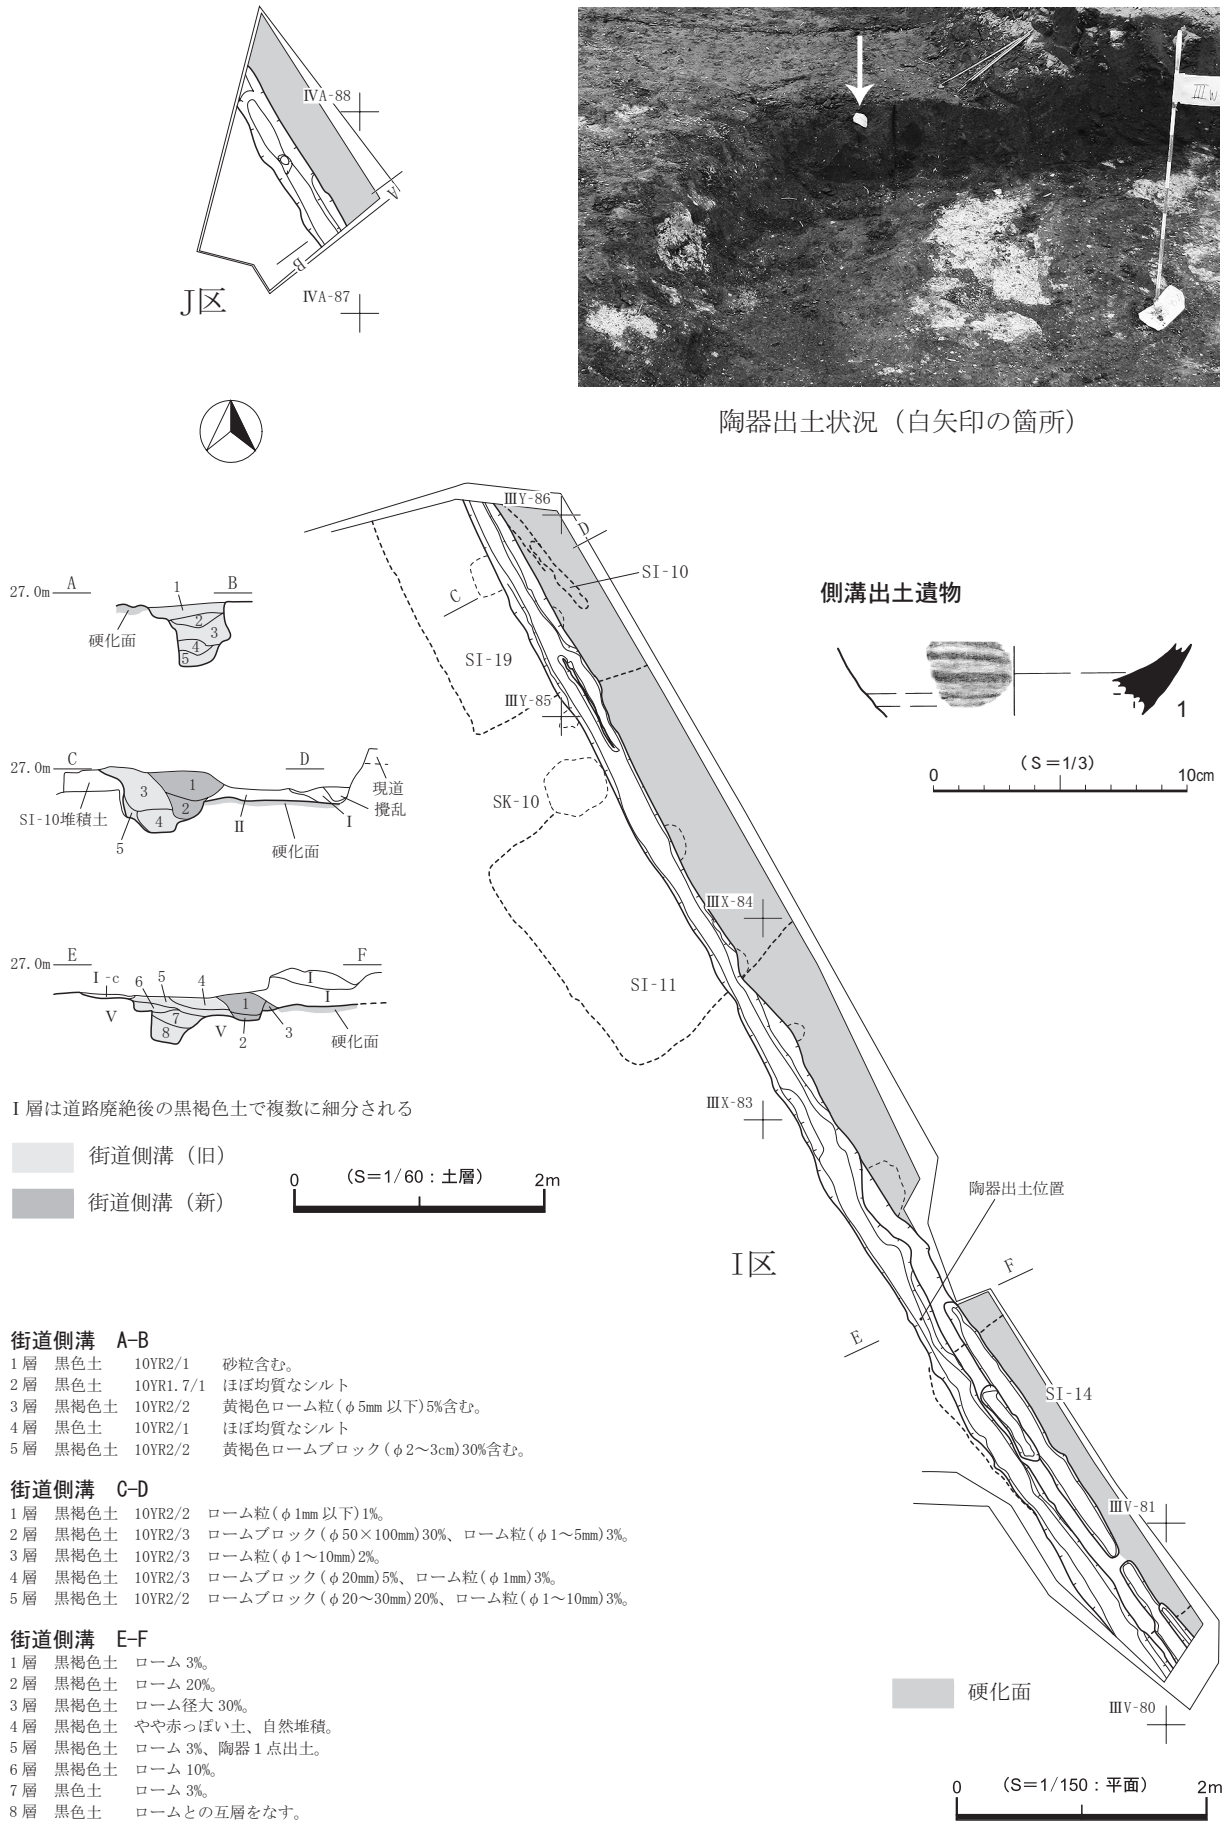 ⅣA-88
A
B
ⅣA-87
J区
ⅢW
陶器出土状況（白矢印の箇所）
ⅢY-86
D
SI-10
C
SI-19
ⅢY-85
SK-10
ⅢX-84
SI-11
ⅢX-83
陶器出土位置
I区
F
E
SI-14
ⅢV-81
ⅢV-80
27.0m A B
1
2
3
4
5
硬化面
27.0m C D
1
2
3
4
5
SI-10堆積土
Ⅱ
Ⅰ
硬化面
現道
攪乱
27.0m E F
Ⅰ-c
6 5 4
Ⅰ
Ⅰ
1
7
8
Ⅴ
Ⅴ
2
3
硬化面
側溝出土遺物
1
（S＝1/3）
0 10cm
Ⅰ層は道路廃絶後の黒褐色土で複数に細分される
街道側溝（旧）
街道側溝（新）
（S＝1/60：土層）
0 2m
街道側溝 A-B
1層 黒色土 10YR2/1 砂粒含む。
2層 黒色土 10YR1.7/1 ほぼ均質なシルト
3層 黒褐色土 10YR2/2 黄褐色ローム粒(φ5mm以下)5%含む。
4層 黒色土 10YR2/1 ほぼ均質なシルト
5層 黒褐色土 10YR2/2 黄褐色ロームブロック(φ2～3cm)30%含む。
街道側溝 C-D
1層 黒褐色土 10YR2/2 ローム粒(φ1mm以下)1%。
2層 黒褐色土 10YR2/3 ロームブロック(φ50×100mm)30%、ローム粒(φ1～5mm)3%。
3層 黒褐色土 10YR2/3 ローム粒(φ1～10mm)2%。
4層 黒褐色土 10YR2/3 ロームブロック(φ20mm)5%、ローム粒(φ1mm)3%。
5層 黒褐色土 10YR2/2 ロームブロック(φ20～30mm)20%、ローム粒(φ1～10mm)3%。
街道側溝 E-F
1層 黒褐色土 ローム3%。
2層 黒褐色土 ローム20%。
3層 黒褐色土 ローム径大30%。
4層 黒褐色土 やや赤っぽい土、自然堆積。
5層 黒褐色土 ローム3%、陶器1点出土。
6層 黒褐色土 ローム10%。
7層 黒色土 ローム3%。
8層 黒色土 ロームとの互層をなす。
硬化面
（S＝1/150：平面）
0 2m